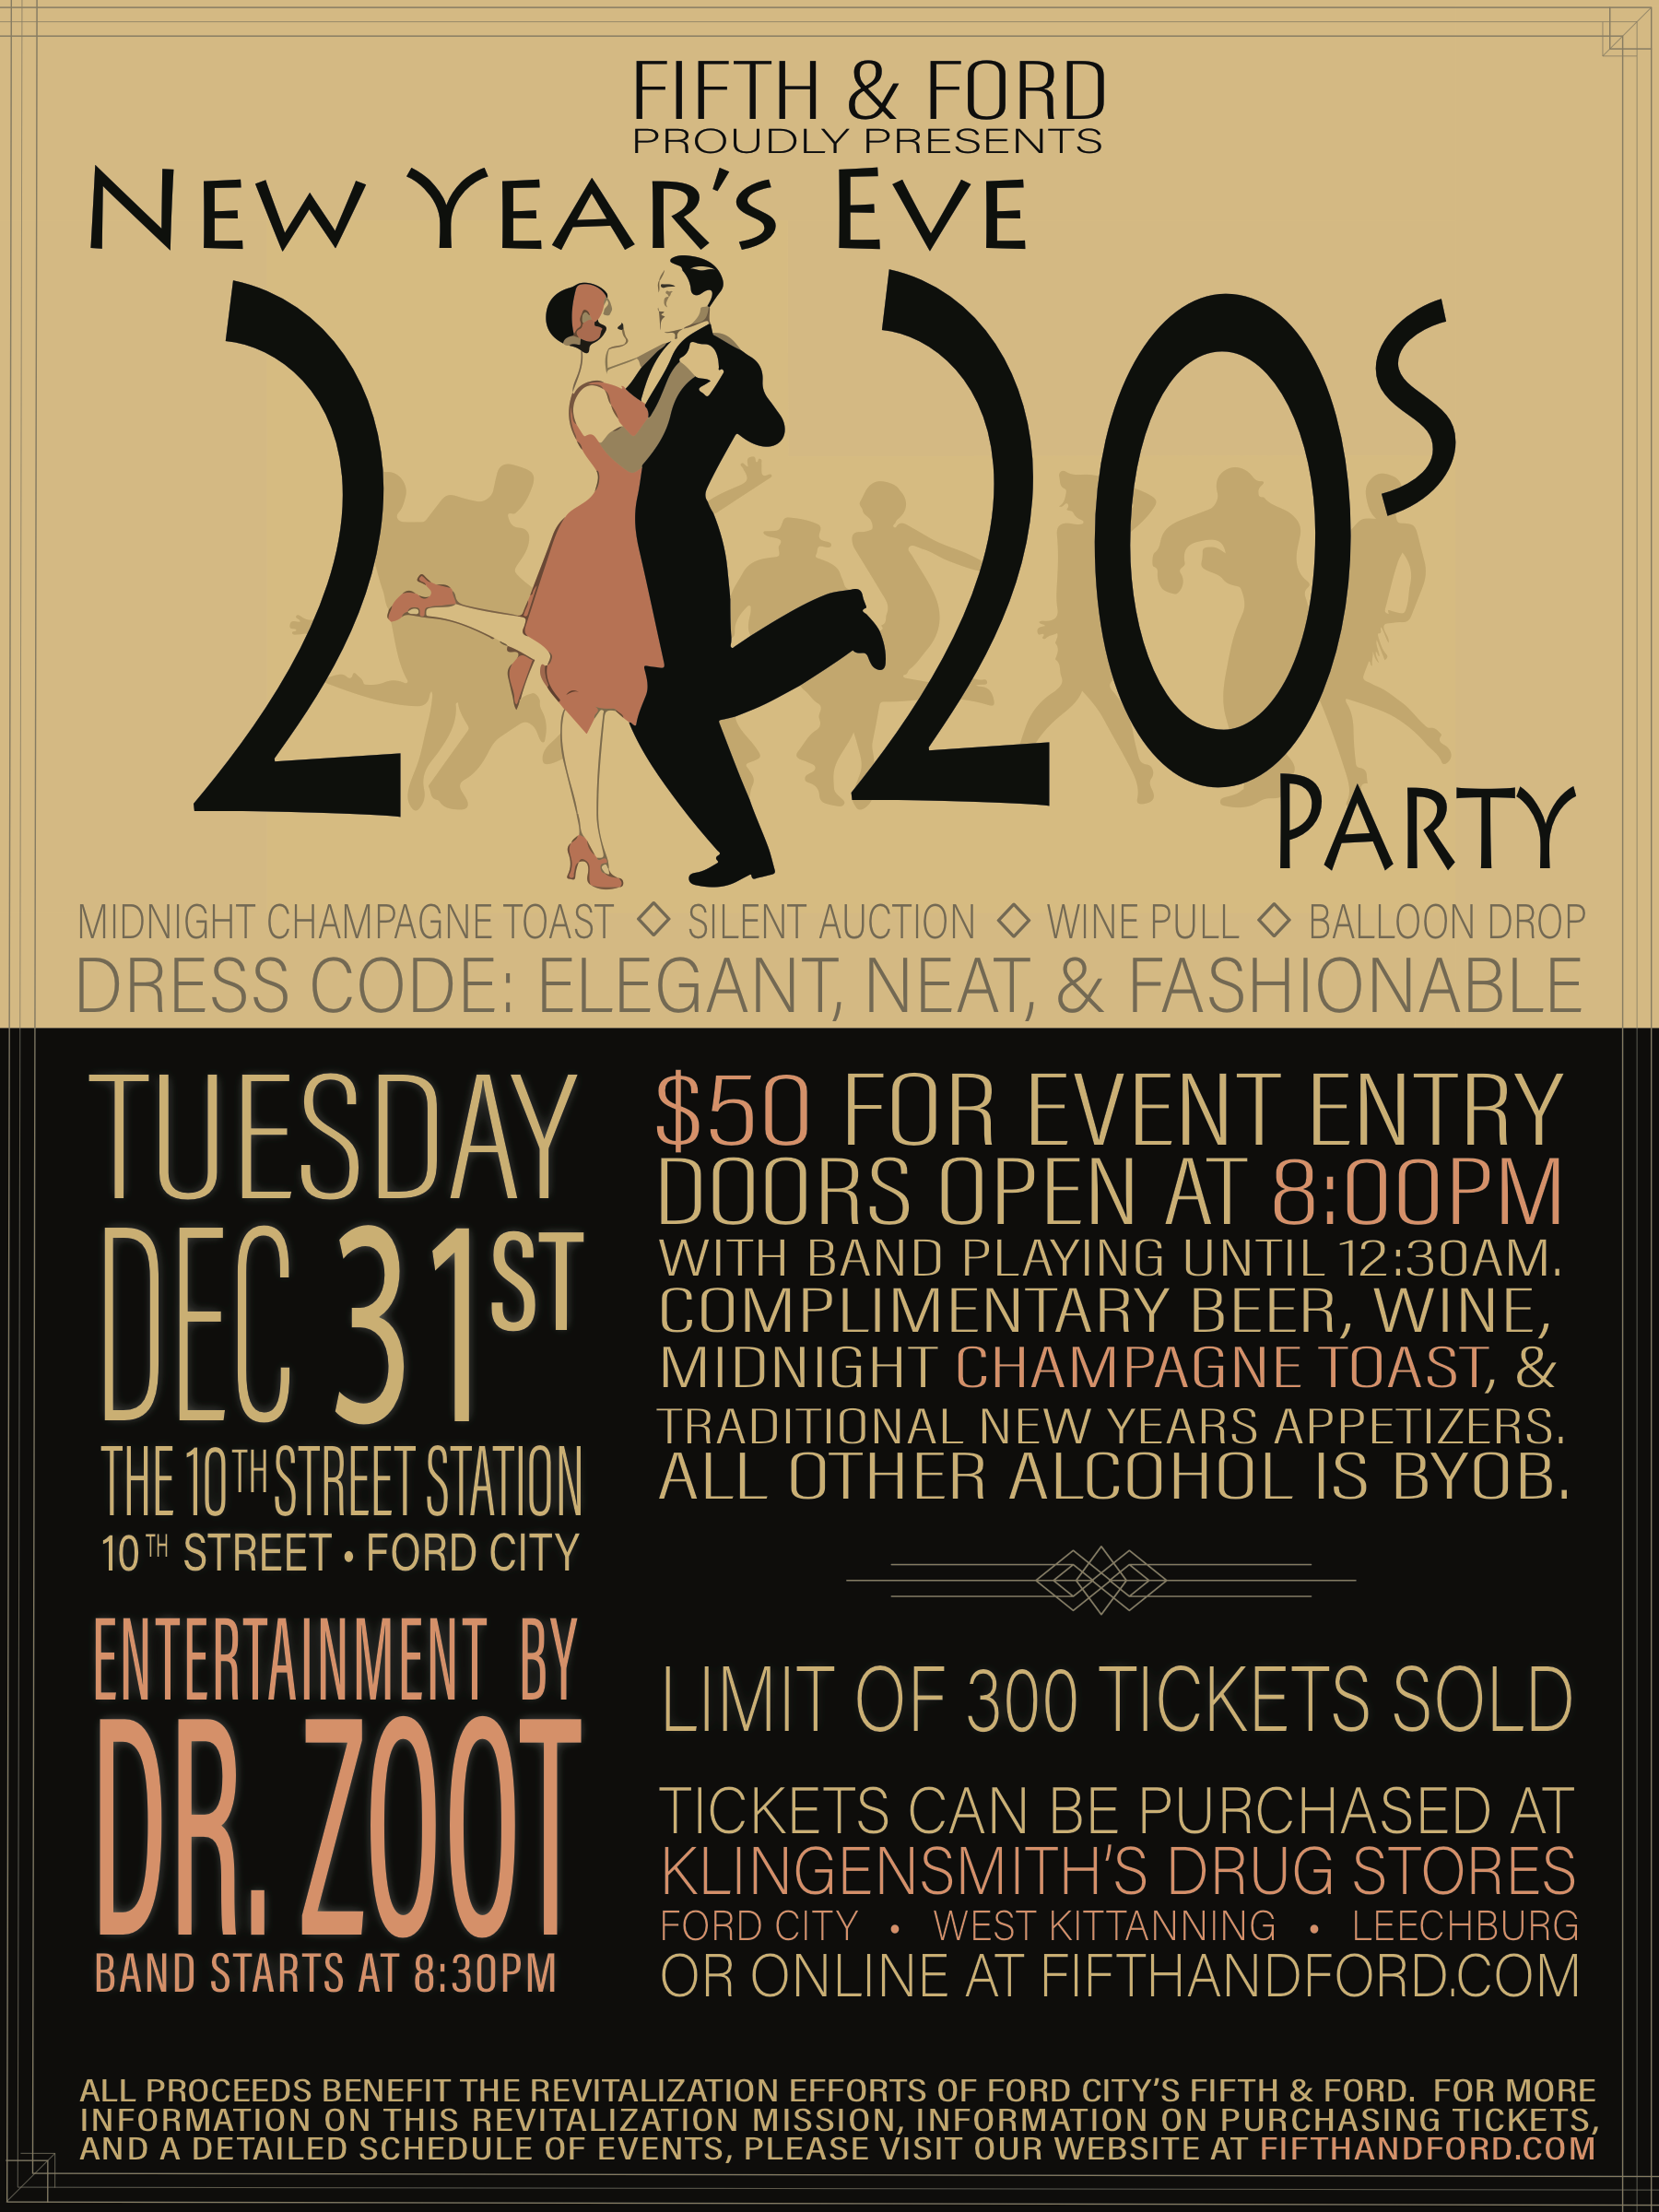 FIFTH & FORD
PROUDLY PRESENTS
NEW YEAR'S EVE
2 20S
PARTY
MIDNIGHT CHAMPAGNE TOAST ◇ SILENT AUCTION ◇ WINE PULL ◇ BALLOON DROP
DRESS CODE: ELEGANT, NEAT, & FASHIONABLE
TUESDAY
DEC 31ST
THE 10TH STREET STATION
10TH STREET • FORD CITY
ENTERTAINMENT BY
DR. ZOOT
BAND STARTS AT 8:30PM
$50 FOR EVENT ENTRY
DOORS OPEN AT 8:00PM
WITH BAND PLAYING UNTIL 12:30AM.
COMPLIMENTARY BEER, WINE,
MIDNIGHT CHAMPAGNE TOAST, &
TRADITIONAL NEW YEARS APPETIZERS.
ALL OTHER ALCOHOL IS BYOB.
LIMIT OF 300 TICKETS SOLD
TICKETS CAN BE PURCHASED AT
KLINGENSMITH'S DRUG STORES
FORD CITY • WEST KITTANNING • LEECHBURG
OR ONLINE AT FIFTHANDFORD.COM
ALL PROCEEDS BENEFIT THE REVITALIZATION EFFORTS OF FORD CITY'S FIFTH & FORD. FOR MORE
INFORMATION ON THIS REVITALIZATION MISSION, INFORMATION ON PURCHASING TICKETS,
AND A DETAILED SCHEDULE OF EVENTS, PLEASE VISIT OUR WEBSITE AT FIFTHANDFORD.COM